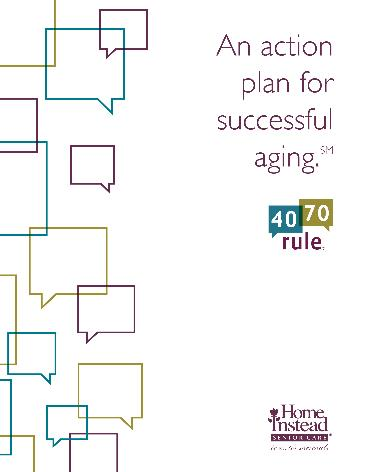 An action
plan for
successful
aging.℠
40 70
rule
Home
Instead
SENIOR CARE